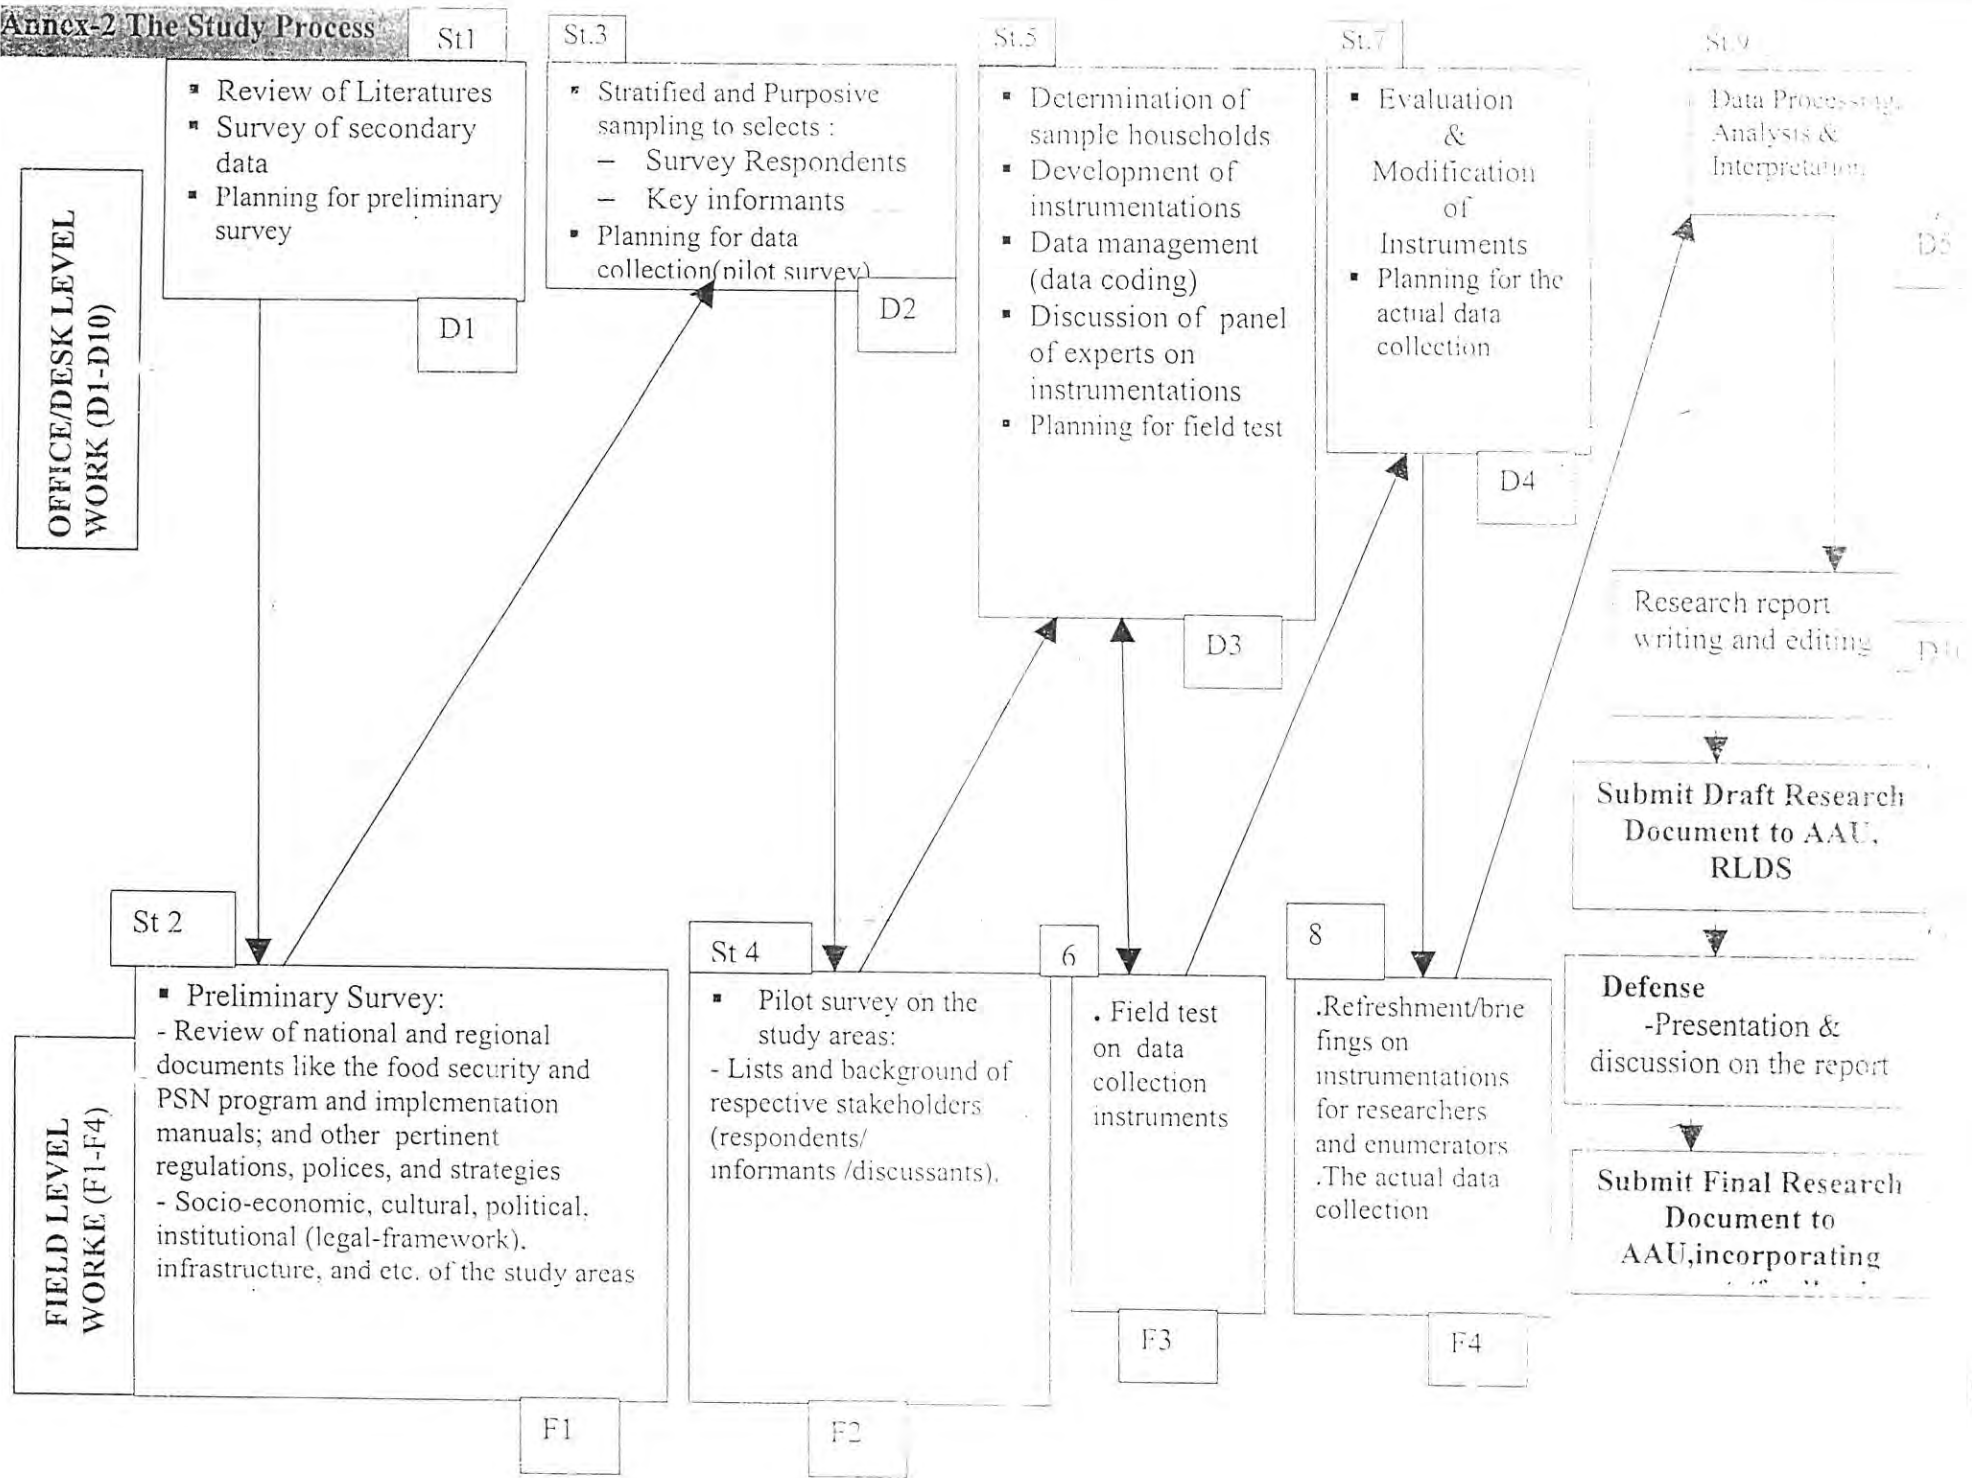 Annex-2 The Study Process
St1
▪ Review of Literatures
▪ Survey of secondary
data
▪ Planning for preliminary
survey
D1
St.3
▪ Stratified and Purposive
sampling to selects :
– Survey Respondents
– Key informants
▪ Planning for data
collection(pilot survey)
D2
St.5
▪ Determination of
sample households
▪ Development of
instrumentations
▪ Data management
(data coding)
▪ Discussion of panel
of experts on
instrumentations
▪ Planning for field test
D3
St.7
▪ Evaluation
&
Modification
of
Instruments
▪ Planning for the
actual data
collection
D4
St.9
Data Processing,
Analysis &
Interpretation
D5
Research report
writing and editing
Submit Draft Research
Document to AAU,
RLDS
Defense
-Presentation &
discussion on the report
Submit Final Research
Document to
AAU,incorporating
OFFICE/DESK LEVEL
WORK (D1-D10)
FIELD LEVEL
WORKE (F1-F4)
St 2
▪ Preliminary Survey:
- Review of national and regional
documents like the food security and
PSN program and implementation
manuals; and other pertinent
regulations, polices, and strategies
- Socio-economic, cultural, political,
institutional (legal-framework).
infrastructure, and etc. of the study areas
F1
St 4
▪ Pilot survey on the
study areas:
- Lists and background of
respective stakeholders
(respondents/
informants /discussants).
F2
6
. Field test
on data
collection
instruments
F3
8
.Refreshment/brie
fings on
instrumentations
for researchers
and enumerators
.The actual data
collection
F4